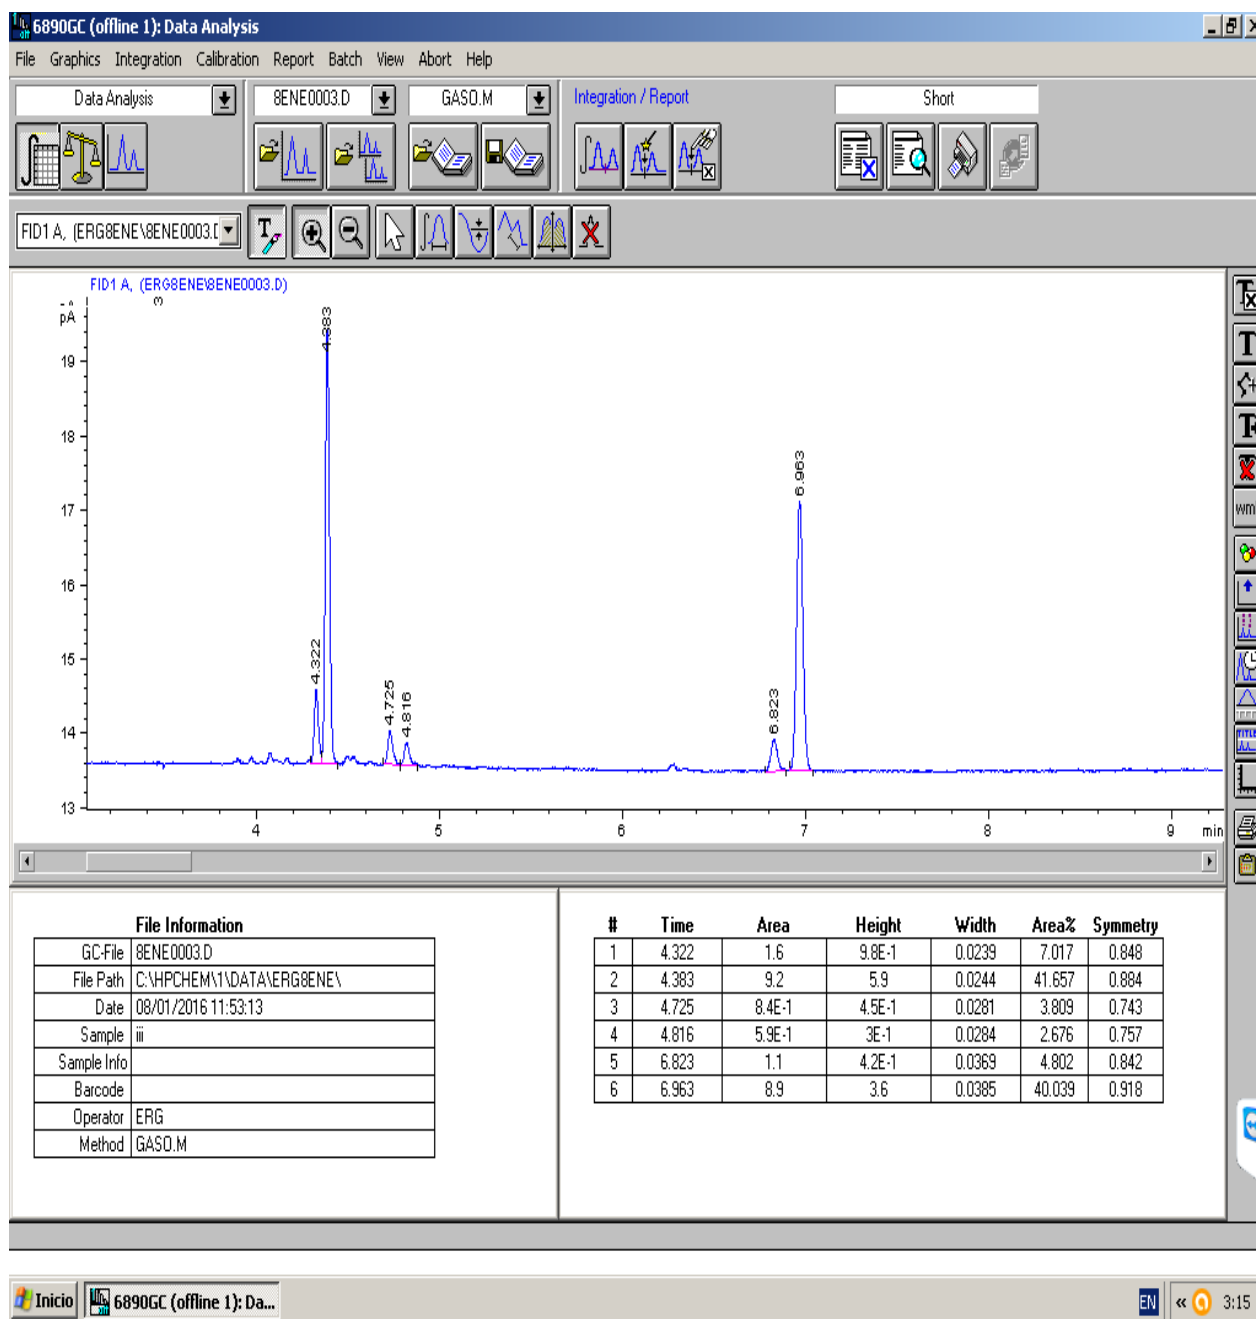 6890GC (offline 1): Data Analysis
File Graphics Integration Calibration Report Batch View Abort Help
Data Analysis 8ENE0003.D GASO.M Integration / Report Short
FID1 A, (ERG8ENE\8ENE0003.D
FID1 A, (ERG8ENE\8ENE0003.D)
pA
19
18
17
16
15
14
13
4.322
4.383
4.725
4.816
6.823
6.963
4 5 6 7 8 9 min
wm
TITLE
File Information
GC-File 8ENE0003.D
File Path C:\HPCHEM\1\DATA\ERG8ENE\
Date 08/01/2016 11:53:13
Sample iii
Sample Info
Barcode
Operator ERG
Method GASO.M
# Time Area Height Width Area% Symmetry
1 4.322 1.6 9.8E-1 0.0239 7.017 0.848
2 4.383 9.2 5.9 0.0244 41.657 0.884
3 4.725 8.4E-1 4.5E-1 0.0281 3.809 0.743
4 4.816 5.9E-1 3E-1 0.0284 2.676 0.757
5 6.823 1.1 4.2E-1 0.0369 4.802 0.842
6 6.963 8.9 3.6 0.0385 40.039 0.918
Inicio 6890GC (offline 1): Da... EN « 3:15